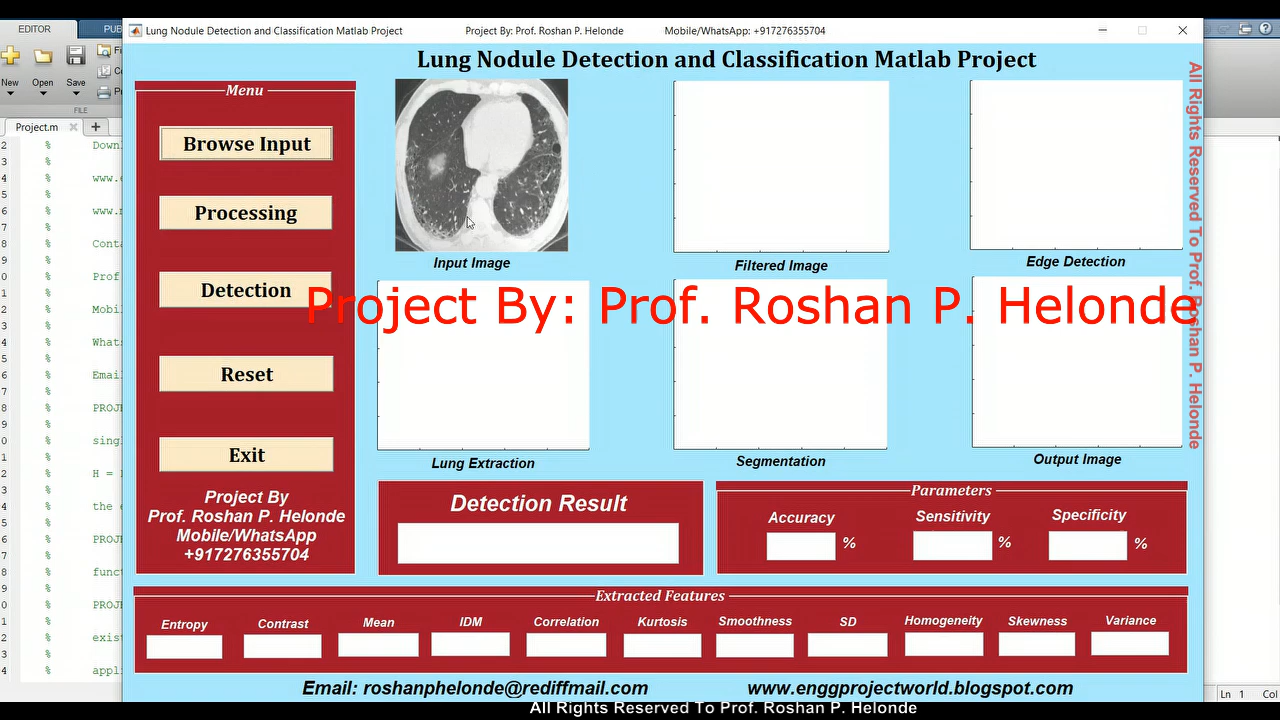 EDITOR
PUB
New
Open
Save
FILE
Project.m
Lung Nodule Detection and Classification Matlab Project
Project By: Prof. Roshan P. Helonde
Mobile/WhatsApp: +917276355704
Lung Nodule Detection and Classification Matlab Project
Menu
Browse Input
Processing
Detection
Reset
Exit
Project By
Prof. Roshan P. Helonde
Mobile/WhatsApp
+917276355704
Input Image
Filtered Image
Edge Detection
Project By: Prof. Roshan P. Helonde
Lung Extraction
Segmentation
Output Image
Detection Result
Parameters
Accuracy
Sensitivity
Specificity
%
%
%
Extracted Features
Entropy
Contrast
Mean
IDM
Correlation
Kurtosis
Smoothness
SD
Homogeneity
Skewness
Variance
Email: roshanphelonde@rediffmail.com
www.enggprojectworld.blogspot.com
All Rights Reserved To Prof. Roshan P. Helonde
All Rights Reserved To Prof. Roshan P. Helonde
Ln 1
Col